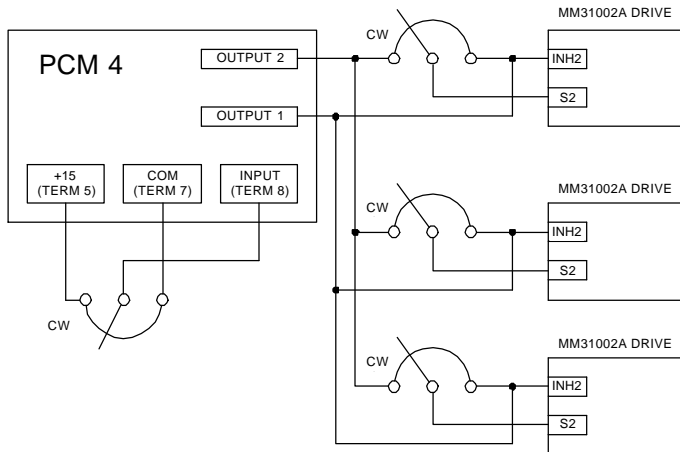 MM31002A DRIVE
CW
PCM 4
OUTPUT 2
INH2
S2
OUTPUT 1
+15
(TERM 5)
COM
(TERM 7)
INPUT
(TERM 8)
MM31002A DRIVE
CW
INH2
S2
CW
MM31002A DRIVE
CW
INH2
S2